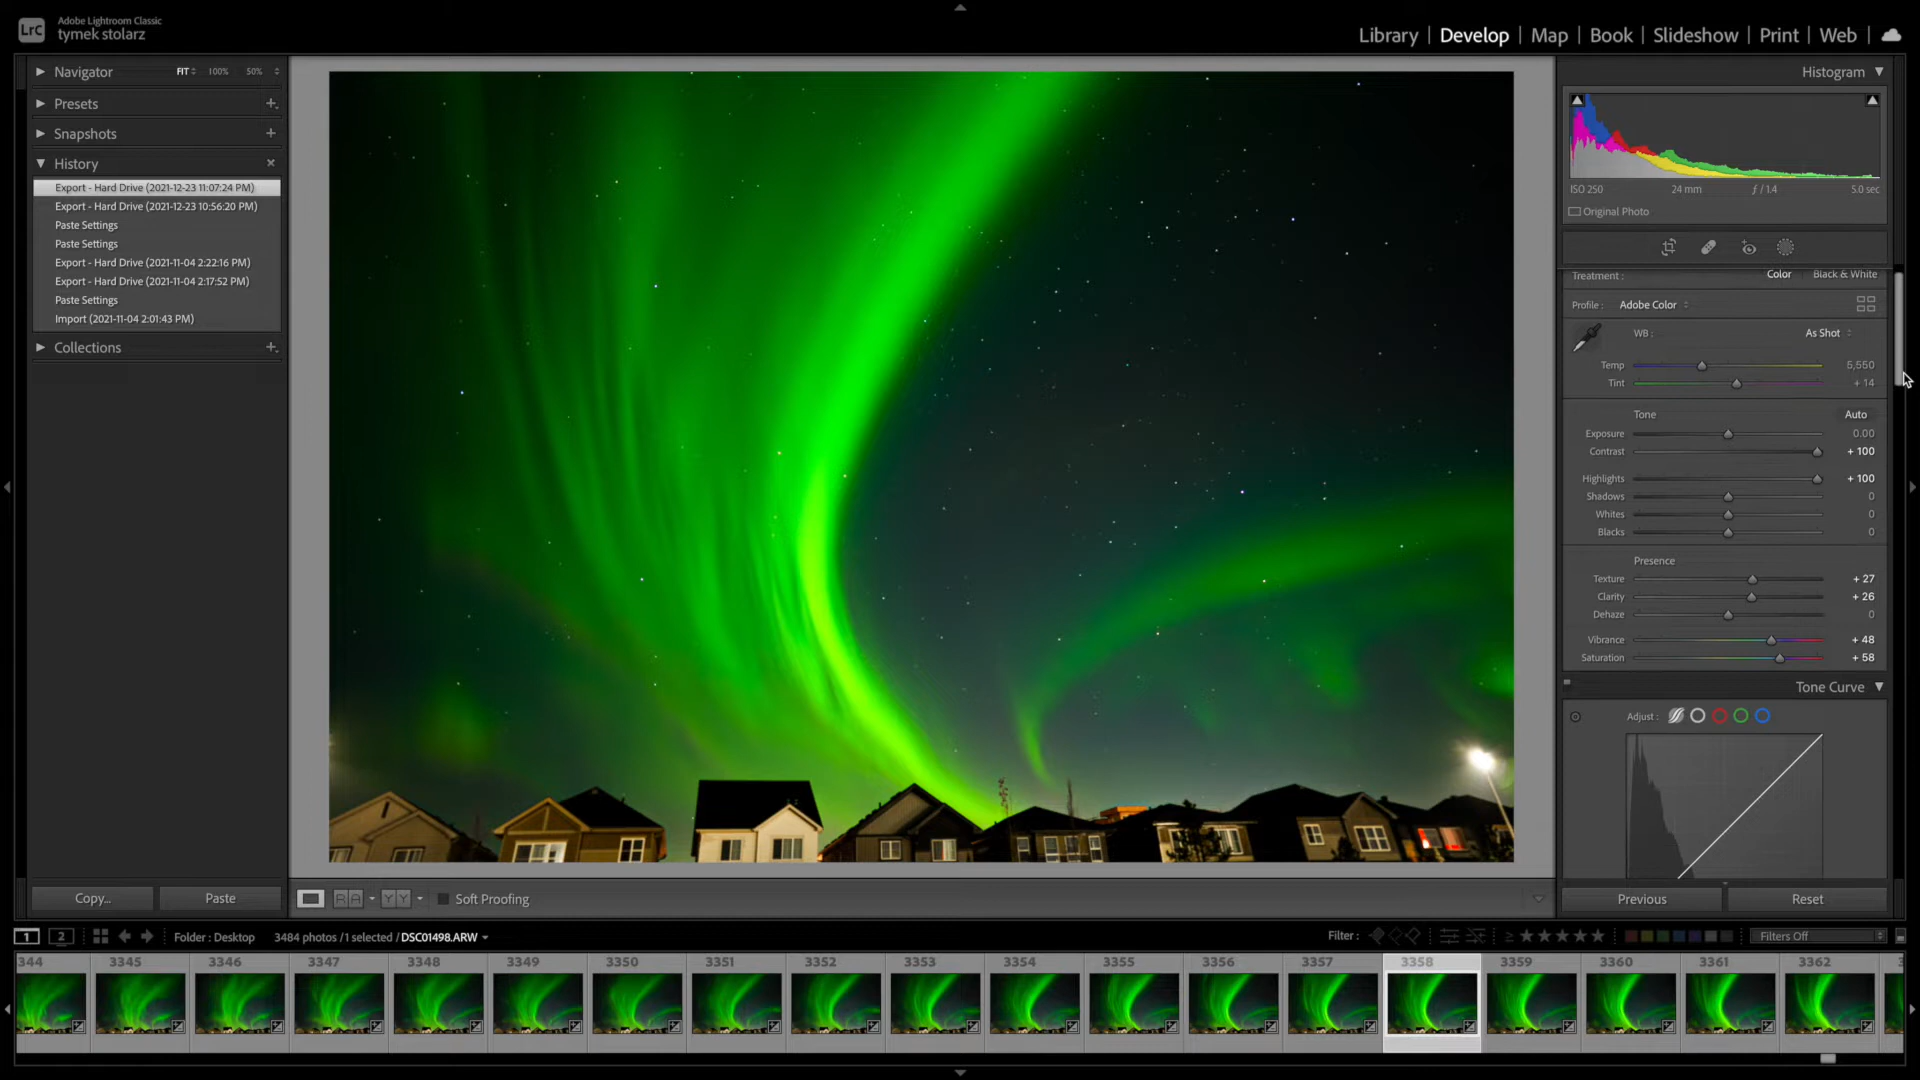 LrC
Adobe Lightroom Classic
tymek stolarz
Library | Develop | Map | Book | Slideshow | Print | Web
Navigator FIT 100% 50%
Presets
Snapshots
History
Export - Hard Drive (2021-12-23 11:07:24 PM)
Export - Hard Drive (2021-12-23 10:56:20 PM)
Paste Settings
Paste Settings
Export - Hard Drive (2021-11-04 2:22:16 PM)
Export - Hard Drive (2021-11-04 2:17:52 PM)
Paste Settings
Import (2021-11-04 2:01:43 PM)
Collections
Copy... Paste
Histogram
ISO 250 24 mm ƒ / 1.4 5.0 sec
Original Photo
Treatment : Color Black & White
Profile : Adobe Color
WB : As Shot
Temp 5,550
Tint + 14
Tone Auto
Exposure 0.00
Contrast + 100
Highlights + 100
Shadows 0
Whites 0
Blacks 0
Presence
Texture + 27
Clarity + 26
Dehaze 0
Vibrance + 48
Saturation + 58
Tone Curve
Adjust :
Previous Reset
R A Y Y Soft Proofing
1 2 Folder : Desktop 3484 photos /1 selected /DSC01498.ARW Filter : ≥ Filters Off
344 3345 3346 3347 3348 3349 3350 3351 3352 3353 3354 3355 3356 3357 3358 3359 3360 3361 3362 3